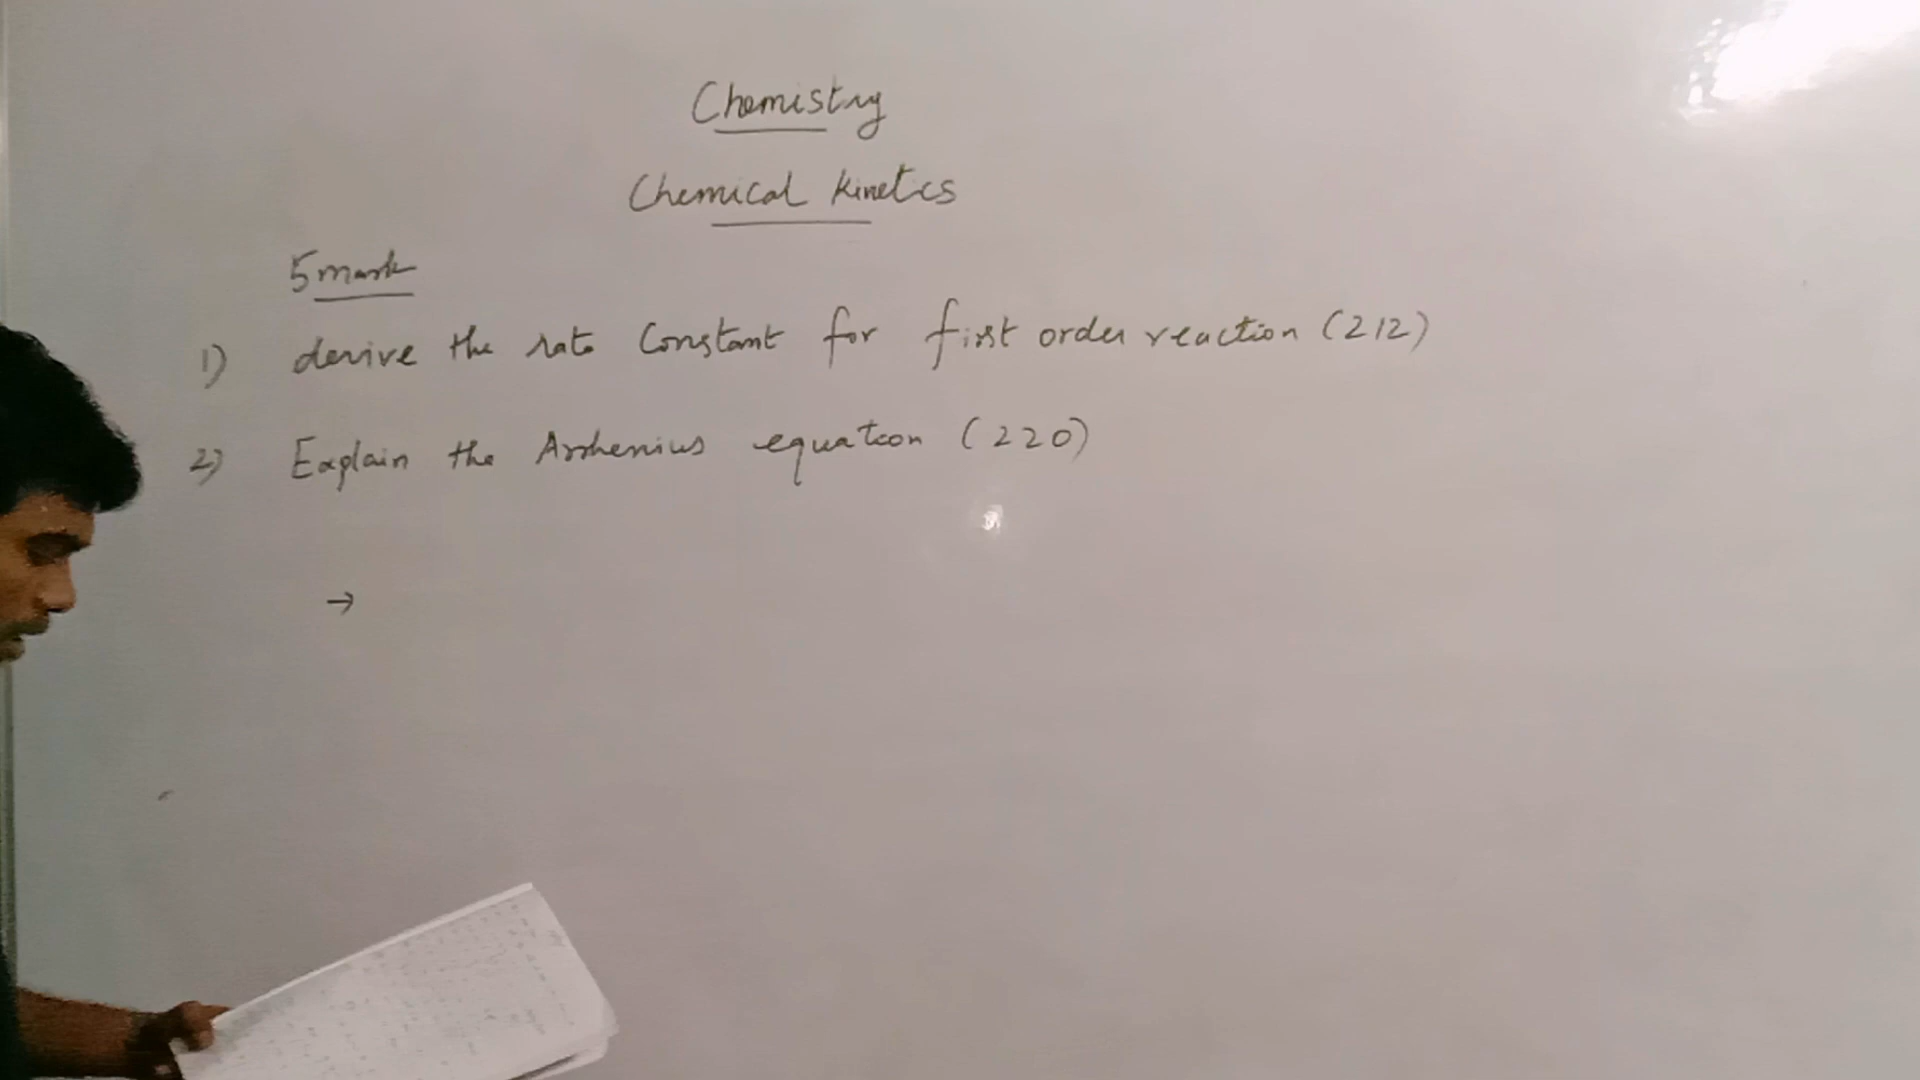 Chemistry
Chemical Kinetics
5 mark
1) derive the rate Constant for first order reaction (212)
2) Explain the Arrhenius equation (220)
→